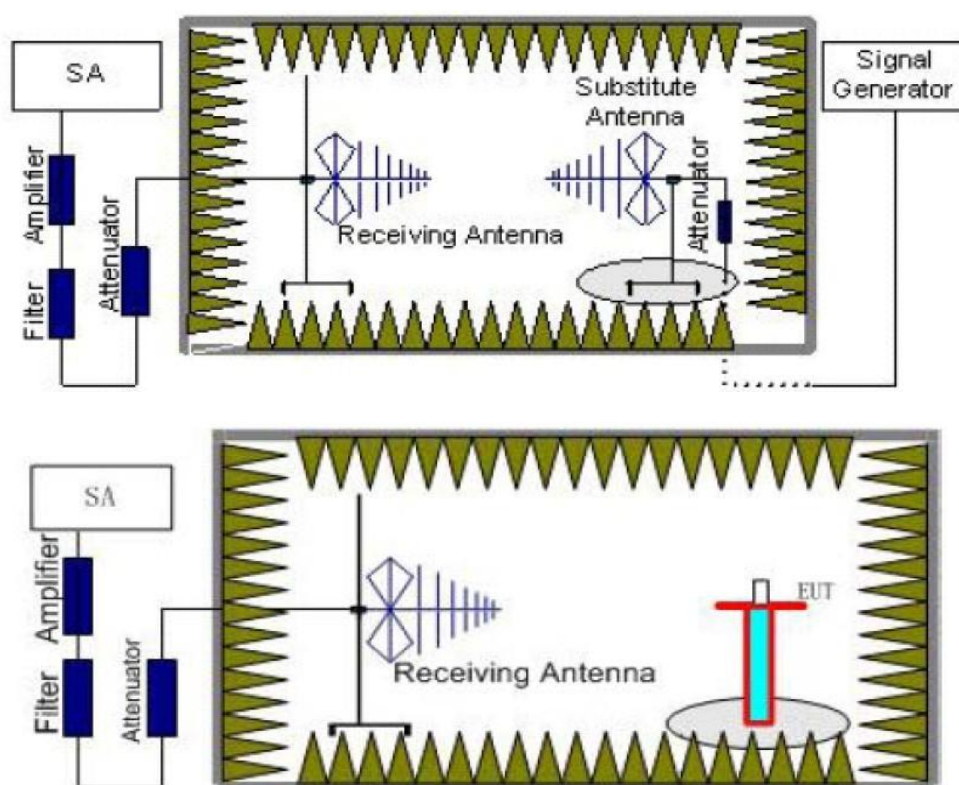 SA
Signal
Generator
Substitute
Antenna
Amplifier
Filter
Attenuator
Receiving Antenna
Attenuator
SA
Amplifier
Filter
Attenuator
Receiving Antenna
EUT